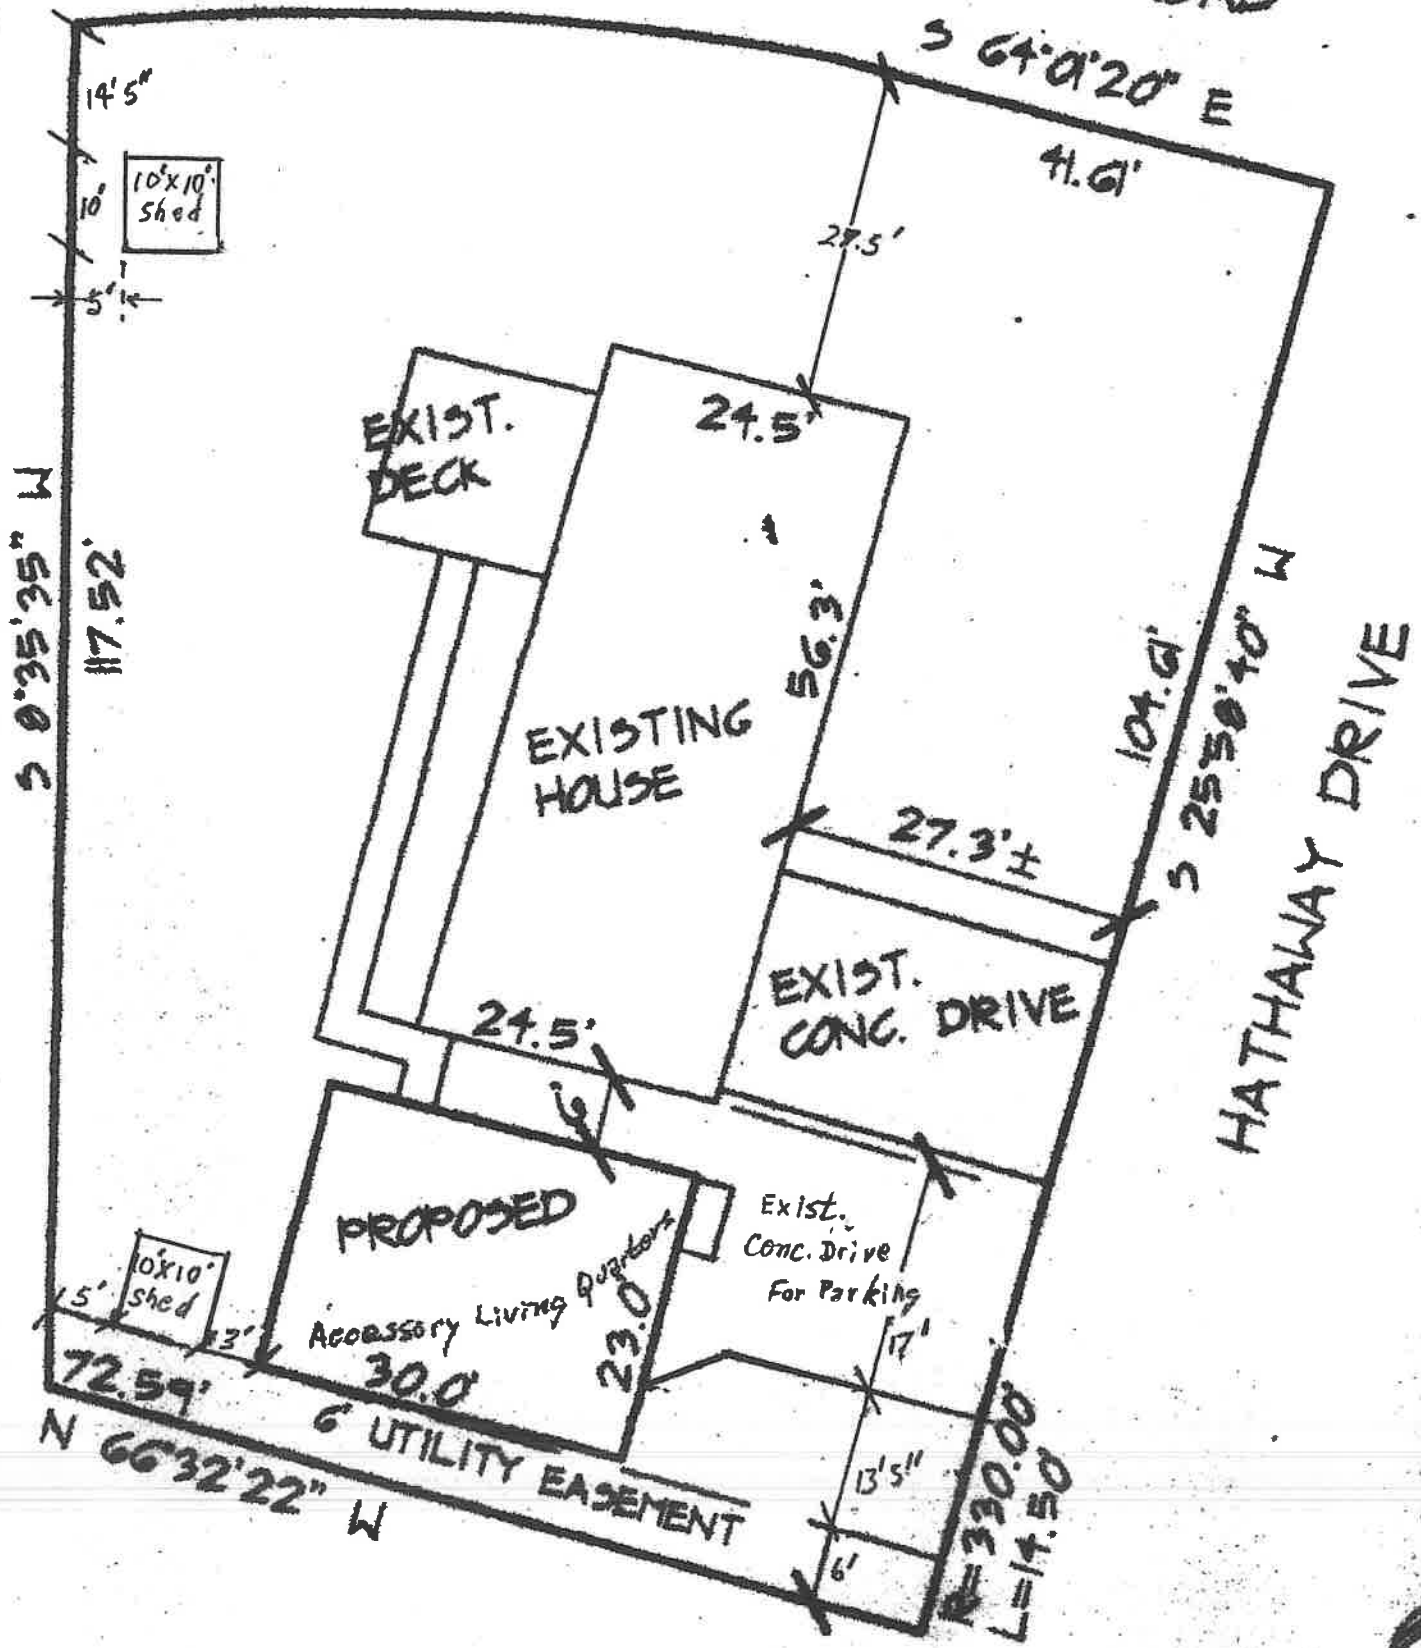 S 64°01'20" E
41.61'
14'5"
10'x10'
shed
10'
5'
27.5'
EXIST.
DECK
24.5'
56.3'
S 0°35'35" W
117.52'
EXISTING
HOUSE
27.3'±
104.61'
S 25°58'40" W
HATHAWAY DRIVE
EXIST.
CONC. DRIVE
24.5'
6'
PROPOSED
Accessory Living Quarters
23.0'
30.0'
Exist.
Conc. Drive
For Parking
17'
10'x10'
shed
5'
3'
72.59'
N 66°32'22" W
6' UTILITY EASEMENT
13'5"
6'
R=330.00'
L=14.50'